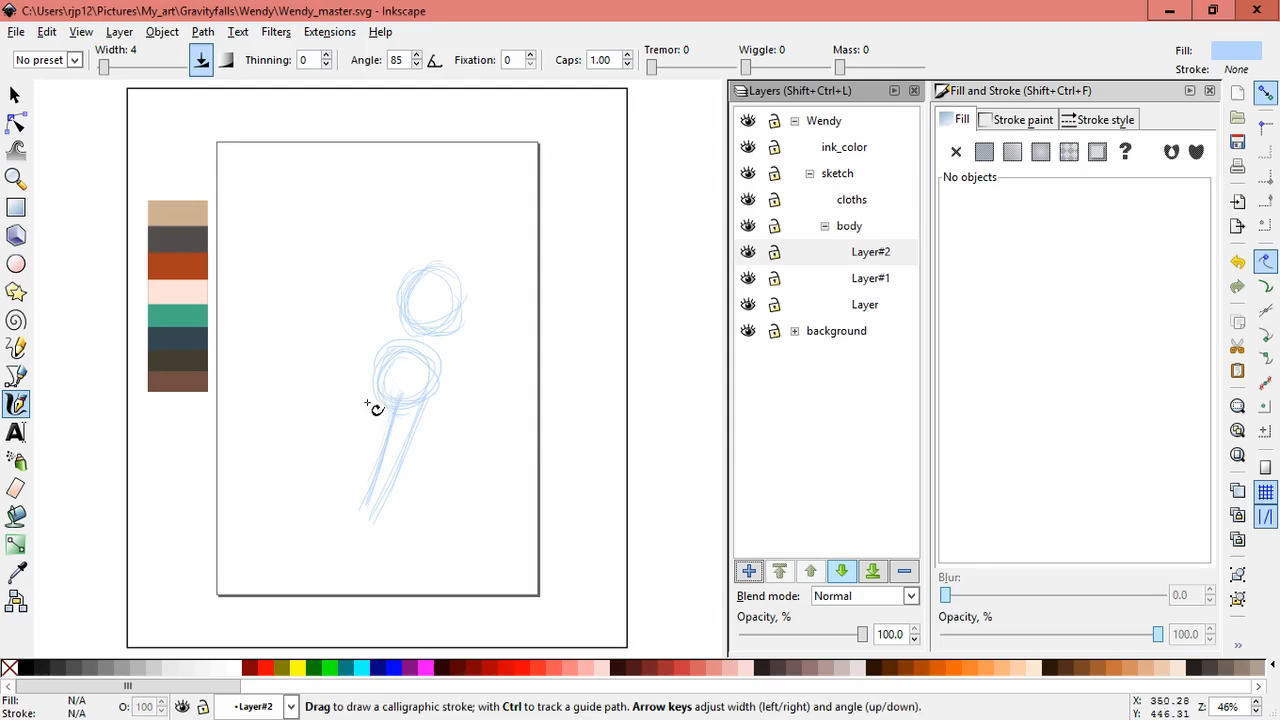 C:\Users\rjp12\Pictures\My_art\Gravityfalls\Wendy\Wendy_master.svg - Inkscape
File Edit View Layer Object Path Text Filters Extensions Help
No preset Width: 4 Thinning: 0 Angle: 85 Fixation: 0 Caps: 1.00 Tremor: 0 Wiggle: 0 Mass: 0 Fill:
Stroke: None
Layers (Shift+Ctrl+L)
Wendy
ink_color
sketch
cloths
body
Layer#2
Layer#1
Layer
background
Blend mode: Normal
Opacity, %
100.0
Fill and Stroke (Shift+Ctrl+F)
Fill Stroke paint Stroke style
No objects
Blur:
0.0
Opacity, %
100.0
Fill: N/A
Stroke: N/A
O: 100
•Layer#2
Drag to draw a calligraphic stroke; with Ctrl to track a guide path. Arrow keys adjust width (left/right) and angle (up/down).
X: 350.28
Y: 446.31
Z: 46%